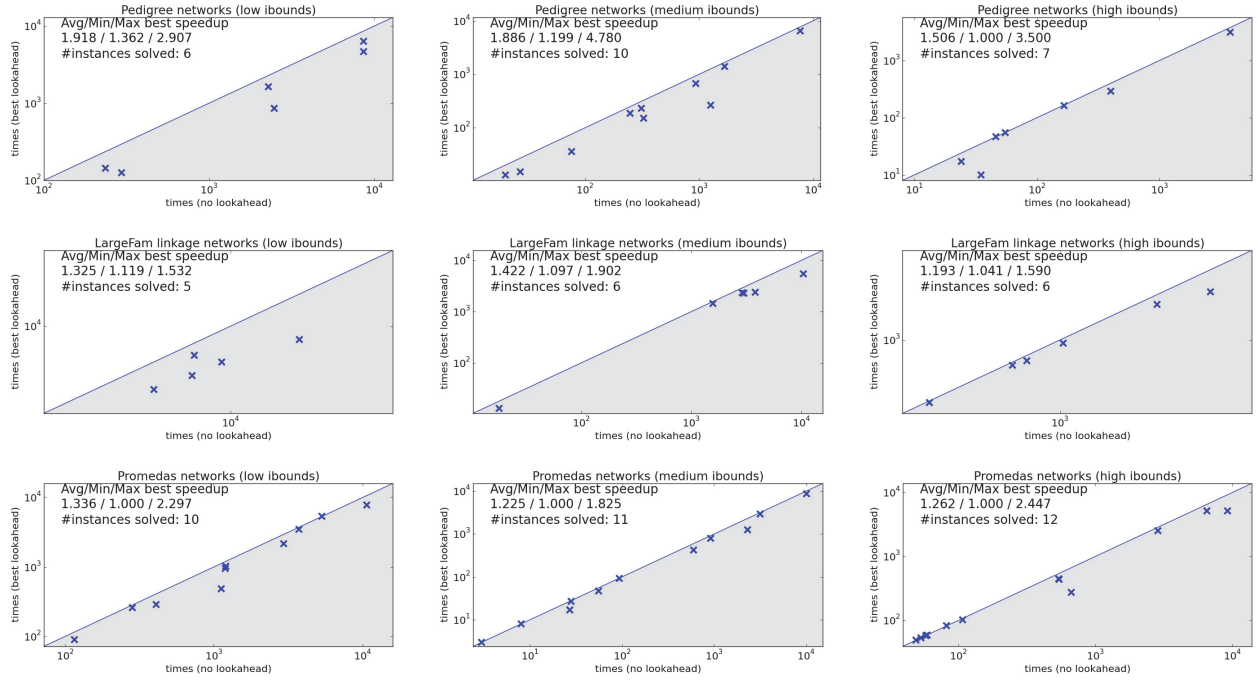 Pedigree networks (low ibounds)
Avg/Min/Max best speedup
1.918 / 1.362 / 2.907
#instances solved: 6
times (best lookahead)
10^4
10^3
10^2
10^2
10^3
10^4
times (no lookahead)
Pedigree networks (medium ibounds)
Avg/Min/Max best speedup
1.886 / 1.199 / 4.780
#instances solved: 10
times (best lookahead)
10^4
10^3
10^2
10^2
10^3
10^4
times (no lookahead)
Pedigree networks (high ibounds)
Avg/Min/Max best speedup
1.506 / 1.000 / 3.500
#instances solved: 7
times (best lookahead)
10^3
10^2
10^1
10^1
10^2
10^3
times (no lookahead)
LargeFam linkage networks (low ibounds)
Avg/Min/Max best speedup
1.325 / 1.119 / 1.532
#instances solved: 5
times (best lookahead)
10^4
10^4
times (no lookahead)
LargeFam linkage networks (medium ibounds)
Avg/Min/Max best speedup
1.422 / 1.097 / 1.902
#instances solved: 6
times (best lookahead)
10^4
10^3
10^2
10^2
10^3
10^4
times (no lookahead)
LargeFam linkage networks (high ibounds)
Avg/Min/Max best speedup
1.193 / 1.041 / 1.590
#instances solved: 6
times (best lookahead)
10^3
10^3
times (no lookahead)
Promedas networks (low ibounds)
Avg/Min/Max best speedup
1.336 / 1.000 / 2.297
#instances solved: 10
times (best lookahead)
10^4
10^3
10^2
10^2
10^3
10^4
times (no lookahead)
Promedas networks (medium ibounds)
Avg/Min/Max best speedup
1.225 / 1.000 / 1.825
#instances solved: 11
times (best lookahead)
10^4
10^3
10^2
10^1
10^1
10^2
10^3
10^4
times (no lookahead)
Promedas networks (high ibounds)
Avg/Min/Max best speedup
1.262 / 1.000 / 2.447
#instances solved: 12
times (best lookahead)
10^4
10^3
10^2
10^2
10^3
10^4
times (no lookahead)